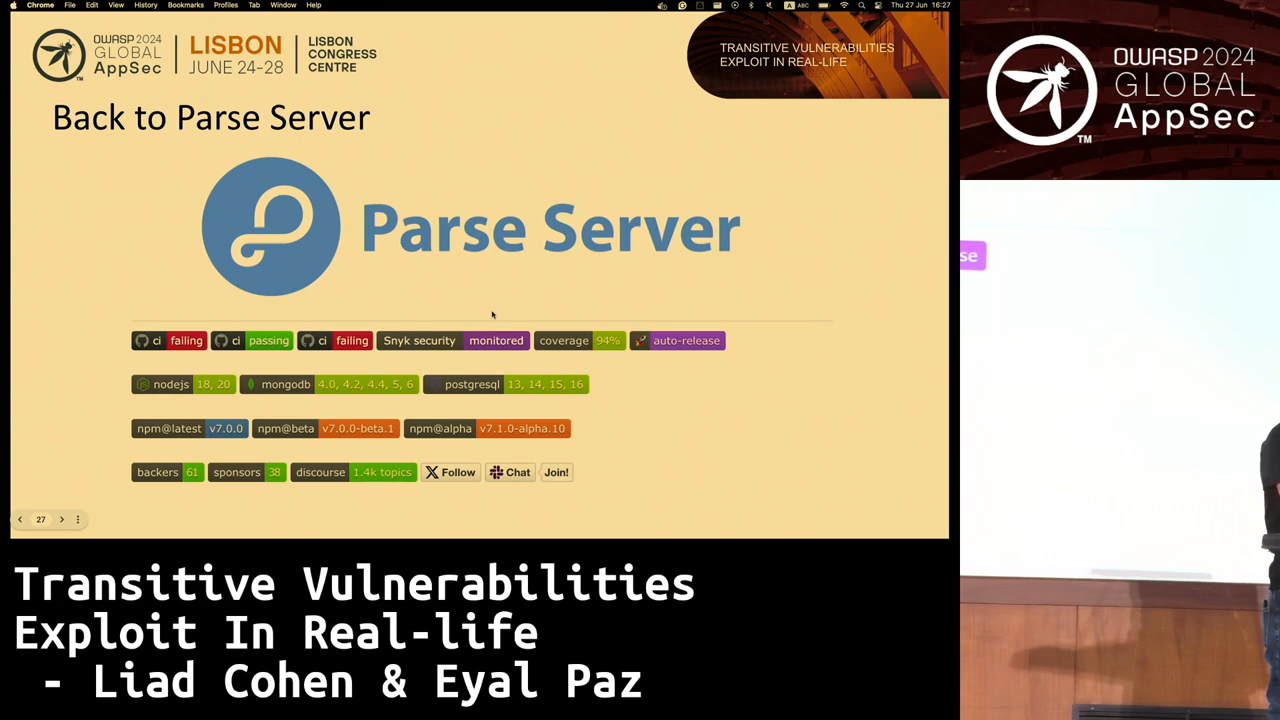 Chrome File Edit View History Bookmarks Profiles Tab Window Help
ABC
Thu 27 Jun 16:27
OWASP 2024
GLOBAL
AppSec
TM
LISBON
JUNE 24-28
LISBON
CONGRESS
CENTRE
TRANSITIVE VULNERABILITIES
EXPLOIT IN REAL-LIFE
Back to Parse Server
Parse Server
ci failing ci passing ci failing Snyk security monitored coverage 94% auto-release
nodejs 18, 20 mongodb 4.0, 4.2, 4.4, 5, 6 postgresql 13, 14, 15, 16
npm@latest v7.0.0 npm@beta v7.0.0-beta.1 npm@alpha v7.1.0-alpha.10
backers 61 sponsors 38 discourse 1.4k topics X Follow Chat Join!
27
OWASP 2024
GLOBAL
AppSec
TM
se
Transitive Vulnerabilities
Exploit In Real-life
- Liad Cohen & Eyal Paz